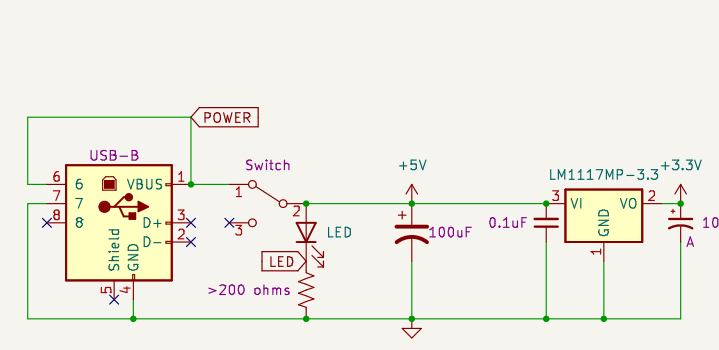 POWER
USB-B
6 6 VBUS 1
7 7
8 8 D+ 3
D- 2
Shield
GND
5 4
Switch
1
2
3
LED
LED
>200 ohms
+5V
+
100uF
0.1uF
LM1117MP-3.3
3 VI VO 2
GND
1
+3.3V
+
10
A